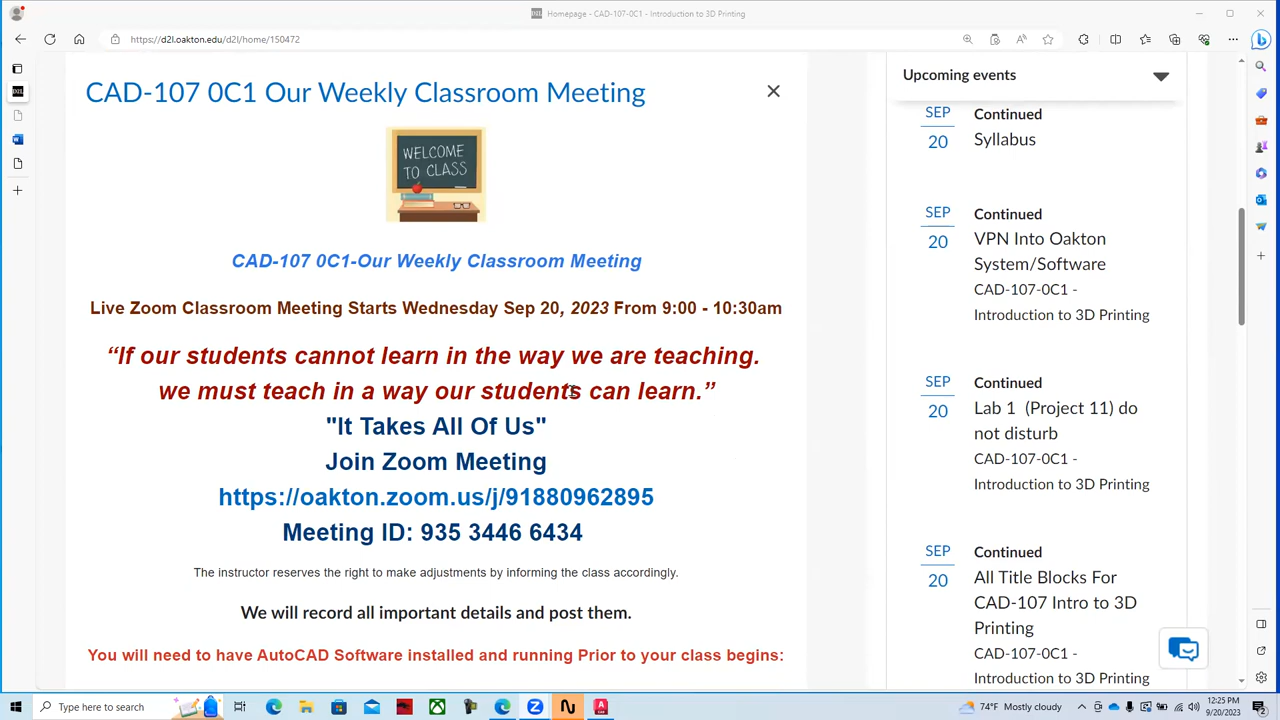 Homepage - CAD-107-0C1 - Introduction to 3D Printing
https://d2l.oakton.edu/d2l/home/150472
CAD-107 0C1 Our Weekly Classroom Meeting
WELCOME
TO CLASS
CAD-107 0C1-Our Weekly Classroom Meeting
Live Zoom Classroom Meeting Starts Wednesday Sep 20, 2023 From 9:00 - 10:30am
“If our students cannot learn in the way we are teaching.
we must teach in a way our students can learn.”
"It Takes All Of Us"
Join Zoom Meeting
https://oakton.zoom.us/j/91880962895
Meeting ID: 935 3446 6434
The instructor reserves the right to make adjustments by informing the class accordingly.
We will record all important details and post them.
You will need to have AutoCAD Software installed and running Prior to your class begins:
Upcoming events
SEP
20
Continued
Syllabus
SEP
20
Continued
VPN Into Oakton
System/Software
CAD-107-0C1 -
Introduction to 3D Printing
SEP
20
Continued
Lab 1 (Project 11) do
not disturb
CAD-107-0C1 -
Introduction to 3D Printing
SEP
20
Continued
All Title Blocks For
CAD-107 Intro to 3D
Printing
CAD-107-0C1 -
Introduction to 3D Printing
Type here to search
74°F Mostly cloudy
12:25 PM
9/20/2023